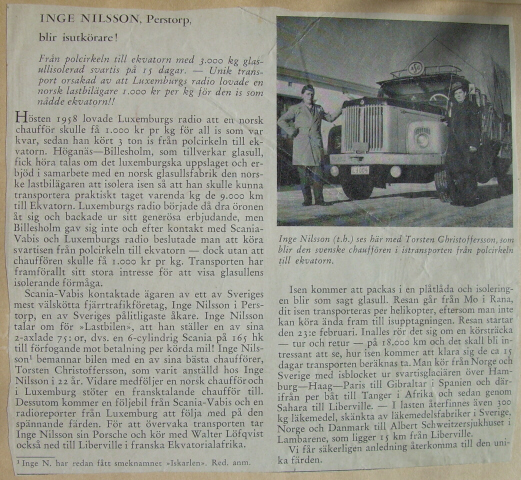 INGE NILSSON, Perstorp,
blir isutkörare!
Från polcirkeln till ekvatorn med 3.000 kg glas-
ullisolerad svartis på 15 dagar. — Unik trans-
port orsakad av att Luxemburgs radio lovade en
norsk lastbilägare 1.000 kr per kg för den is som
nådde ekvatorn!!
Hösten 1958 lovade Luxemburgs radio att en norsk
chaufför skulle få 1.000 kr pr kg för all is som var
kvar, sedan han kört 3 ton is från polcirkeln till ek-
vatorn. Höganäs—Billesholm, som tillverkar glasull,
fick höra talas om det luxemburgska uppslaget och er-
bjöd i samarbete med en norsk glasullsfabrik den nors-
ke lastbilägaren att isolera isen så att han skulle kunna
transportera praktiskt taget varenda kg de 9.000 km
till Ekvatorn. Luxemburgs radio började då dra öronen
åt sig och backade ur sitt generösa erbjudande, men
Billesholm gav sig inte och efter kontakt med Scania-
Vabis och Luxemburgs radio beslutade man att köra
svartisen från polcirkeln till ekvatorn — dock utan att
chauffören skulle få 1.000 kr pr kg. Transporten har
framförallt sitt stora intresse för att visa glasullens
isolerande förmåga.
Scania-Vabis kontaktade ägaren av ett av Sveriges
mest välskötta fjärrtrafikföretag, Inge Nilsson i Pers-
torp, en av Sveriges pålitligaste åkare. Inge Nilsson
talar om för »Lastbilen», att han ställer en av sina
2-axlade 75:or, dvs. en 6-cylindrig Scania på 165 hk
till förfogande mot betalning per körda mil! Inge Nils-
son¹ bemannar bilen med en av sina bästa chaufförer,
Torsten Christoffersson, som varit anställd hos Inge
Nilsson i 22 år. Vidare medföljer en norsk chaufför och
i Luxemburg stöter en fransktalande chaufför till.
Dessutom kommer en följebil från Scania-Vabis och en
radioreporter från Luxemburg att följa med på den
spännande färden. För att övervaka transporten tar
Inge Nilsson sin Porsche och kör med Walter Löfqvist
också ned till Liberville i franska Ekvatorialafrika.
¹ Inge N. har redan fått smeknamnet »Iskarlen». Red. anm.
Inge Nilsson (t.h.) ses här med Torsten Christoffersson, som
blir den svenske chauffören i istransporten från polcirkeln
till ekvatorn.
Isen kommer att packas i en plåtlåda och isolering-
en blir som sagt glasull. Resan går från Mo i Rana,
dit isen transporteras per helikopter, eftersom man inte
kan köra ända fram till isupptagningen. Resan startar
den 23:e februari. Inalles rör det sig om en körsträcka
— tur och retur — på 18.000 km och det skall bli in-
tressant att se, hur isen kommer att klara sig de ca 15
dagar transporten beräknas ta. Man kör från Norge och
Sverige med isblocket ur svartisglaciären över Ham-
burg—Haag—Paris till Gibraltar i Spanien och där-
ifrån per båt till Tanger i Afrika och sedan genom
Sahara till Liberville. — I lasten återfinnes även 300
kg läkemedel, skänkta av läkemedelsfabriker i Sverige,
Norge och Danmark till Albert Schweitzersjukhuset i
Lambarene, som ligger 15 km från Liberville.
Vi får säkerligen anledning återkomma till den uni-
ka färden.